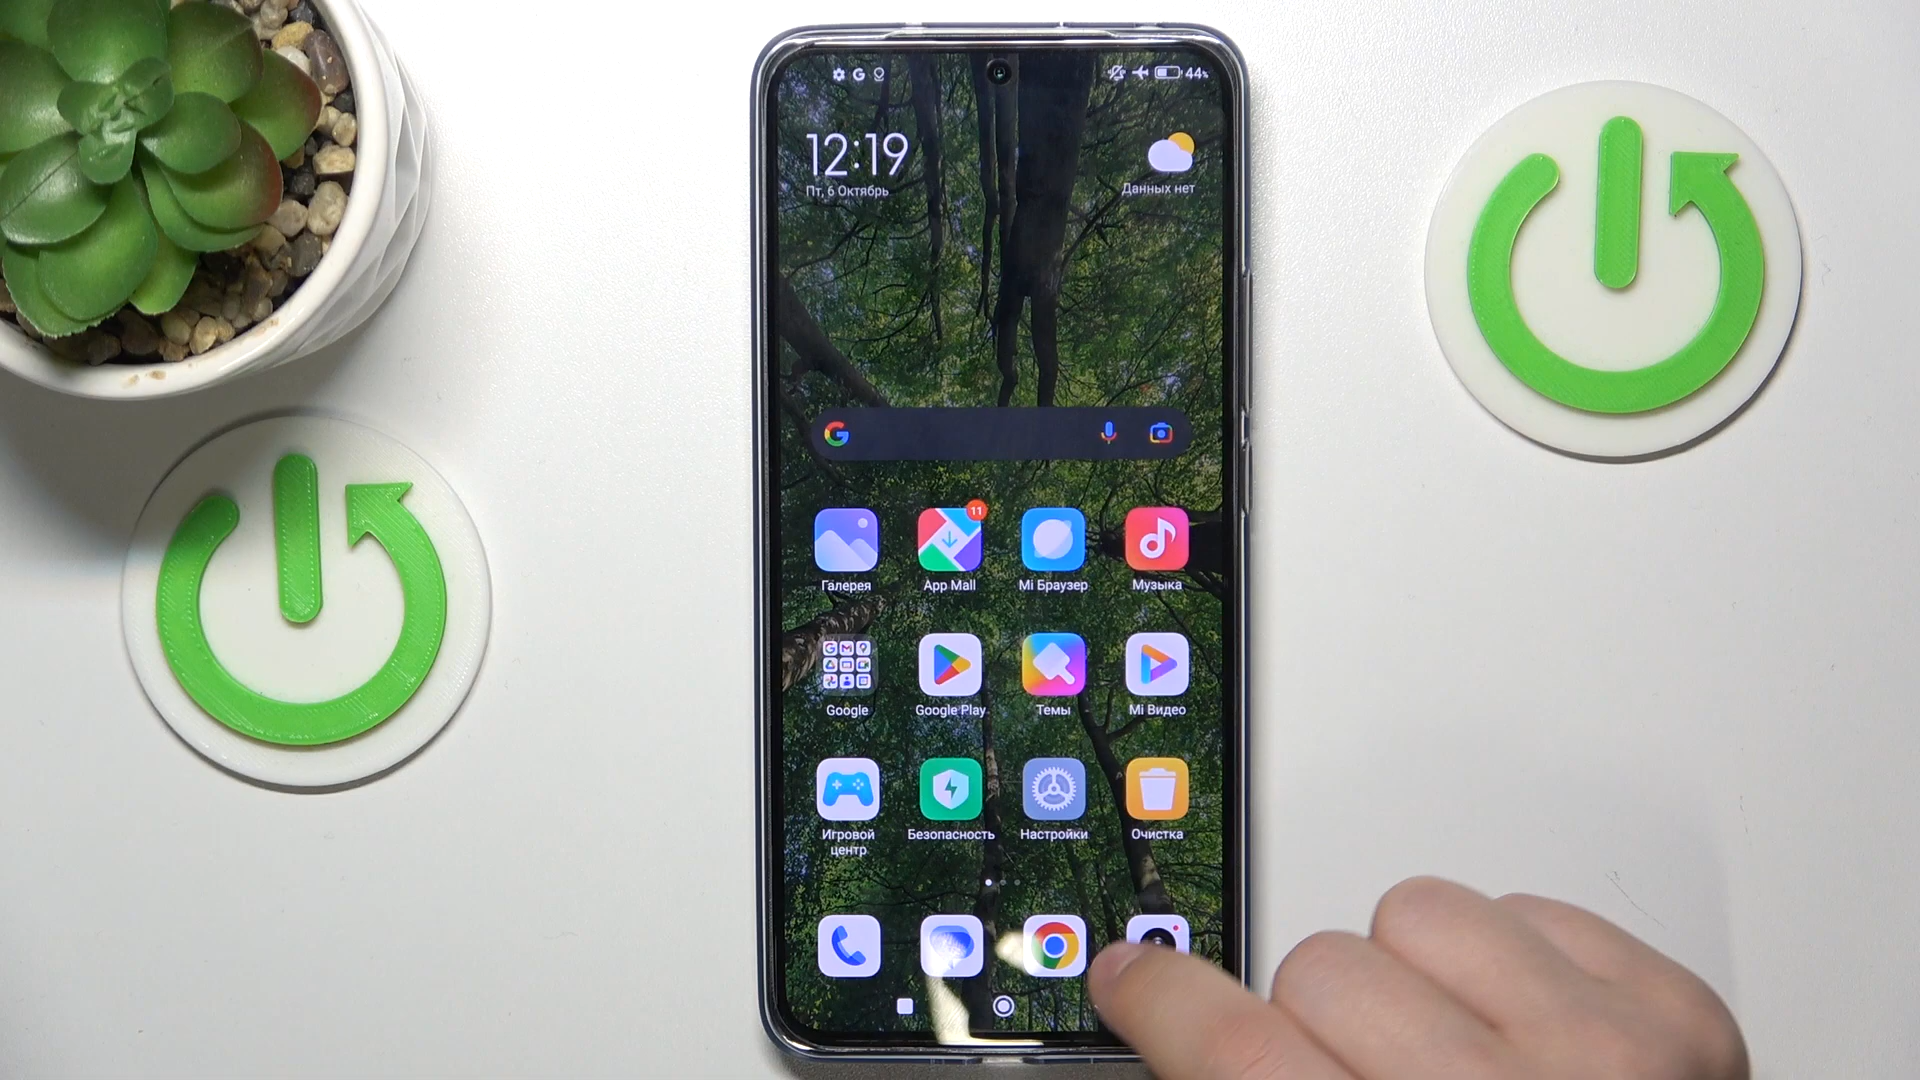 44%
12:19
Пт, 6 Октябрь
Данных нет
11
Галерея
App Mall
Mi Браузер
Музыка
Google
Google Play
Темы
Mi Видео
Игровой
центр
Безопасность
Настройки
Очистка